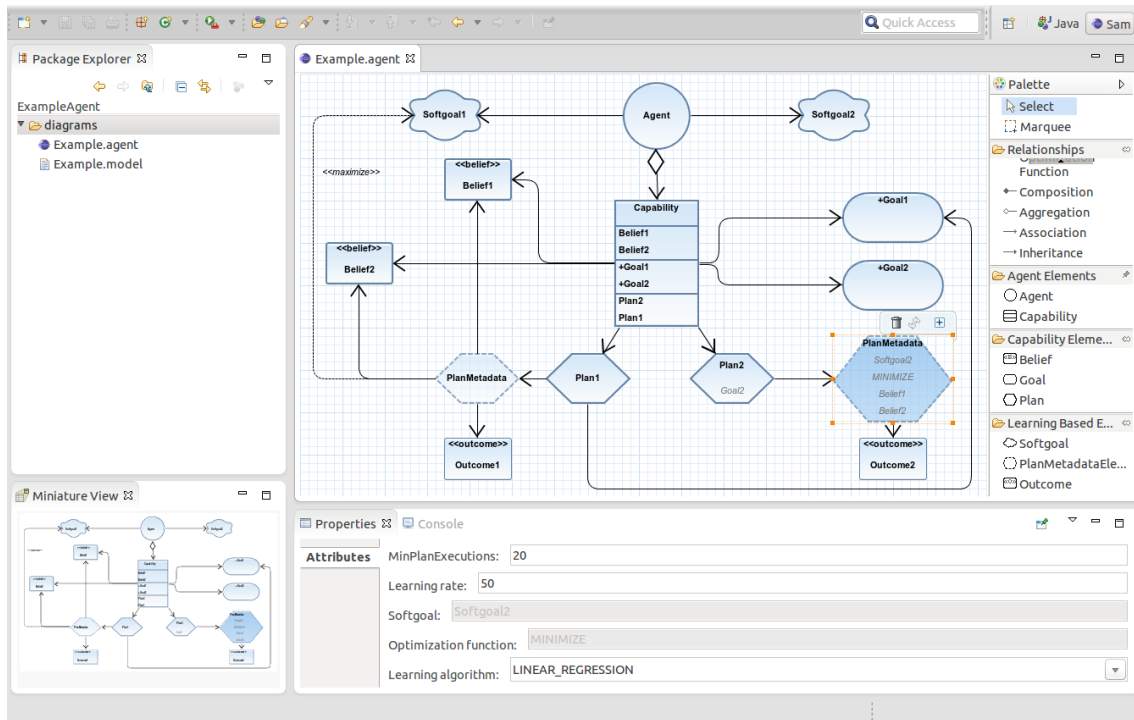 Quick Access
Java
Sam
Package Explorer
ExampleAgent
diagrams
Example.agent
Example.model
Miniature View
Example.agent
Softgoal1
Agent
Softgoal2
<<maximize>>
<<belief>>
Belief1
<<belief>>
Belief2
Capability
Belief1
Belief2
+Goal1
+Goal2
Plan2
Plan1
+Goal1
+Goal2
PlanMetadata
Plan1
Plan2
Goal2
PlanMetadata
Softgoal2
MINIMIZE
Belief1
Belief2
<<outcome>>
Outcome1
<<outcome>>
Outcome2
Palette
Select
Marquee
Relationships
Function
Composition
Aggregation
Association
Inheritance
Agent Elements
Agent
Capability
Capability Eleme...
Belief
Goal
Plan
Learning Based E...
Softgoal
PlanMetadataEle...
Outcome
Properties
Console
Attributes
MinPlanExecutions: 20
Learning rate: 50
Softgoal: Softgoal2
Optimization function: MINIMIZE
Learning algorithm: LINEAR_REGRESSION